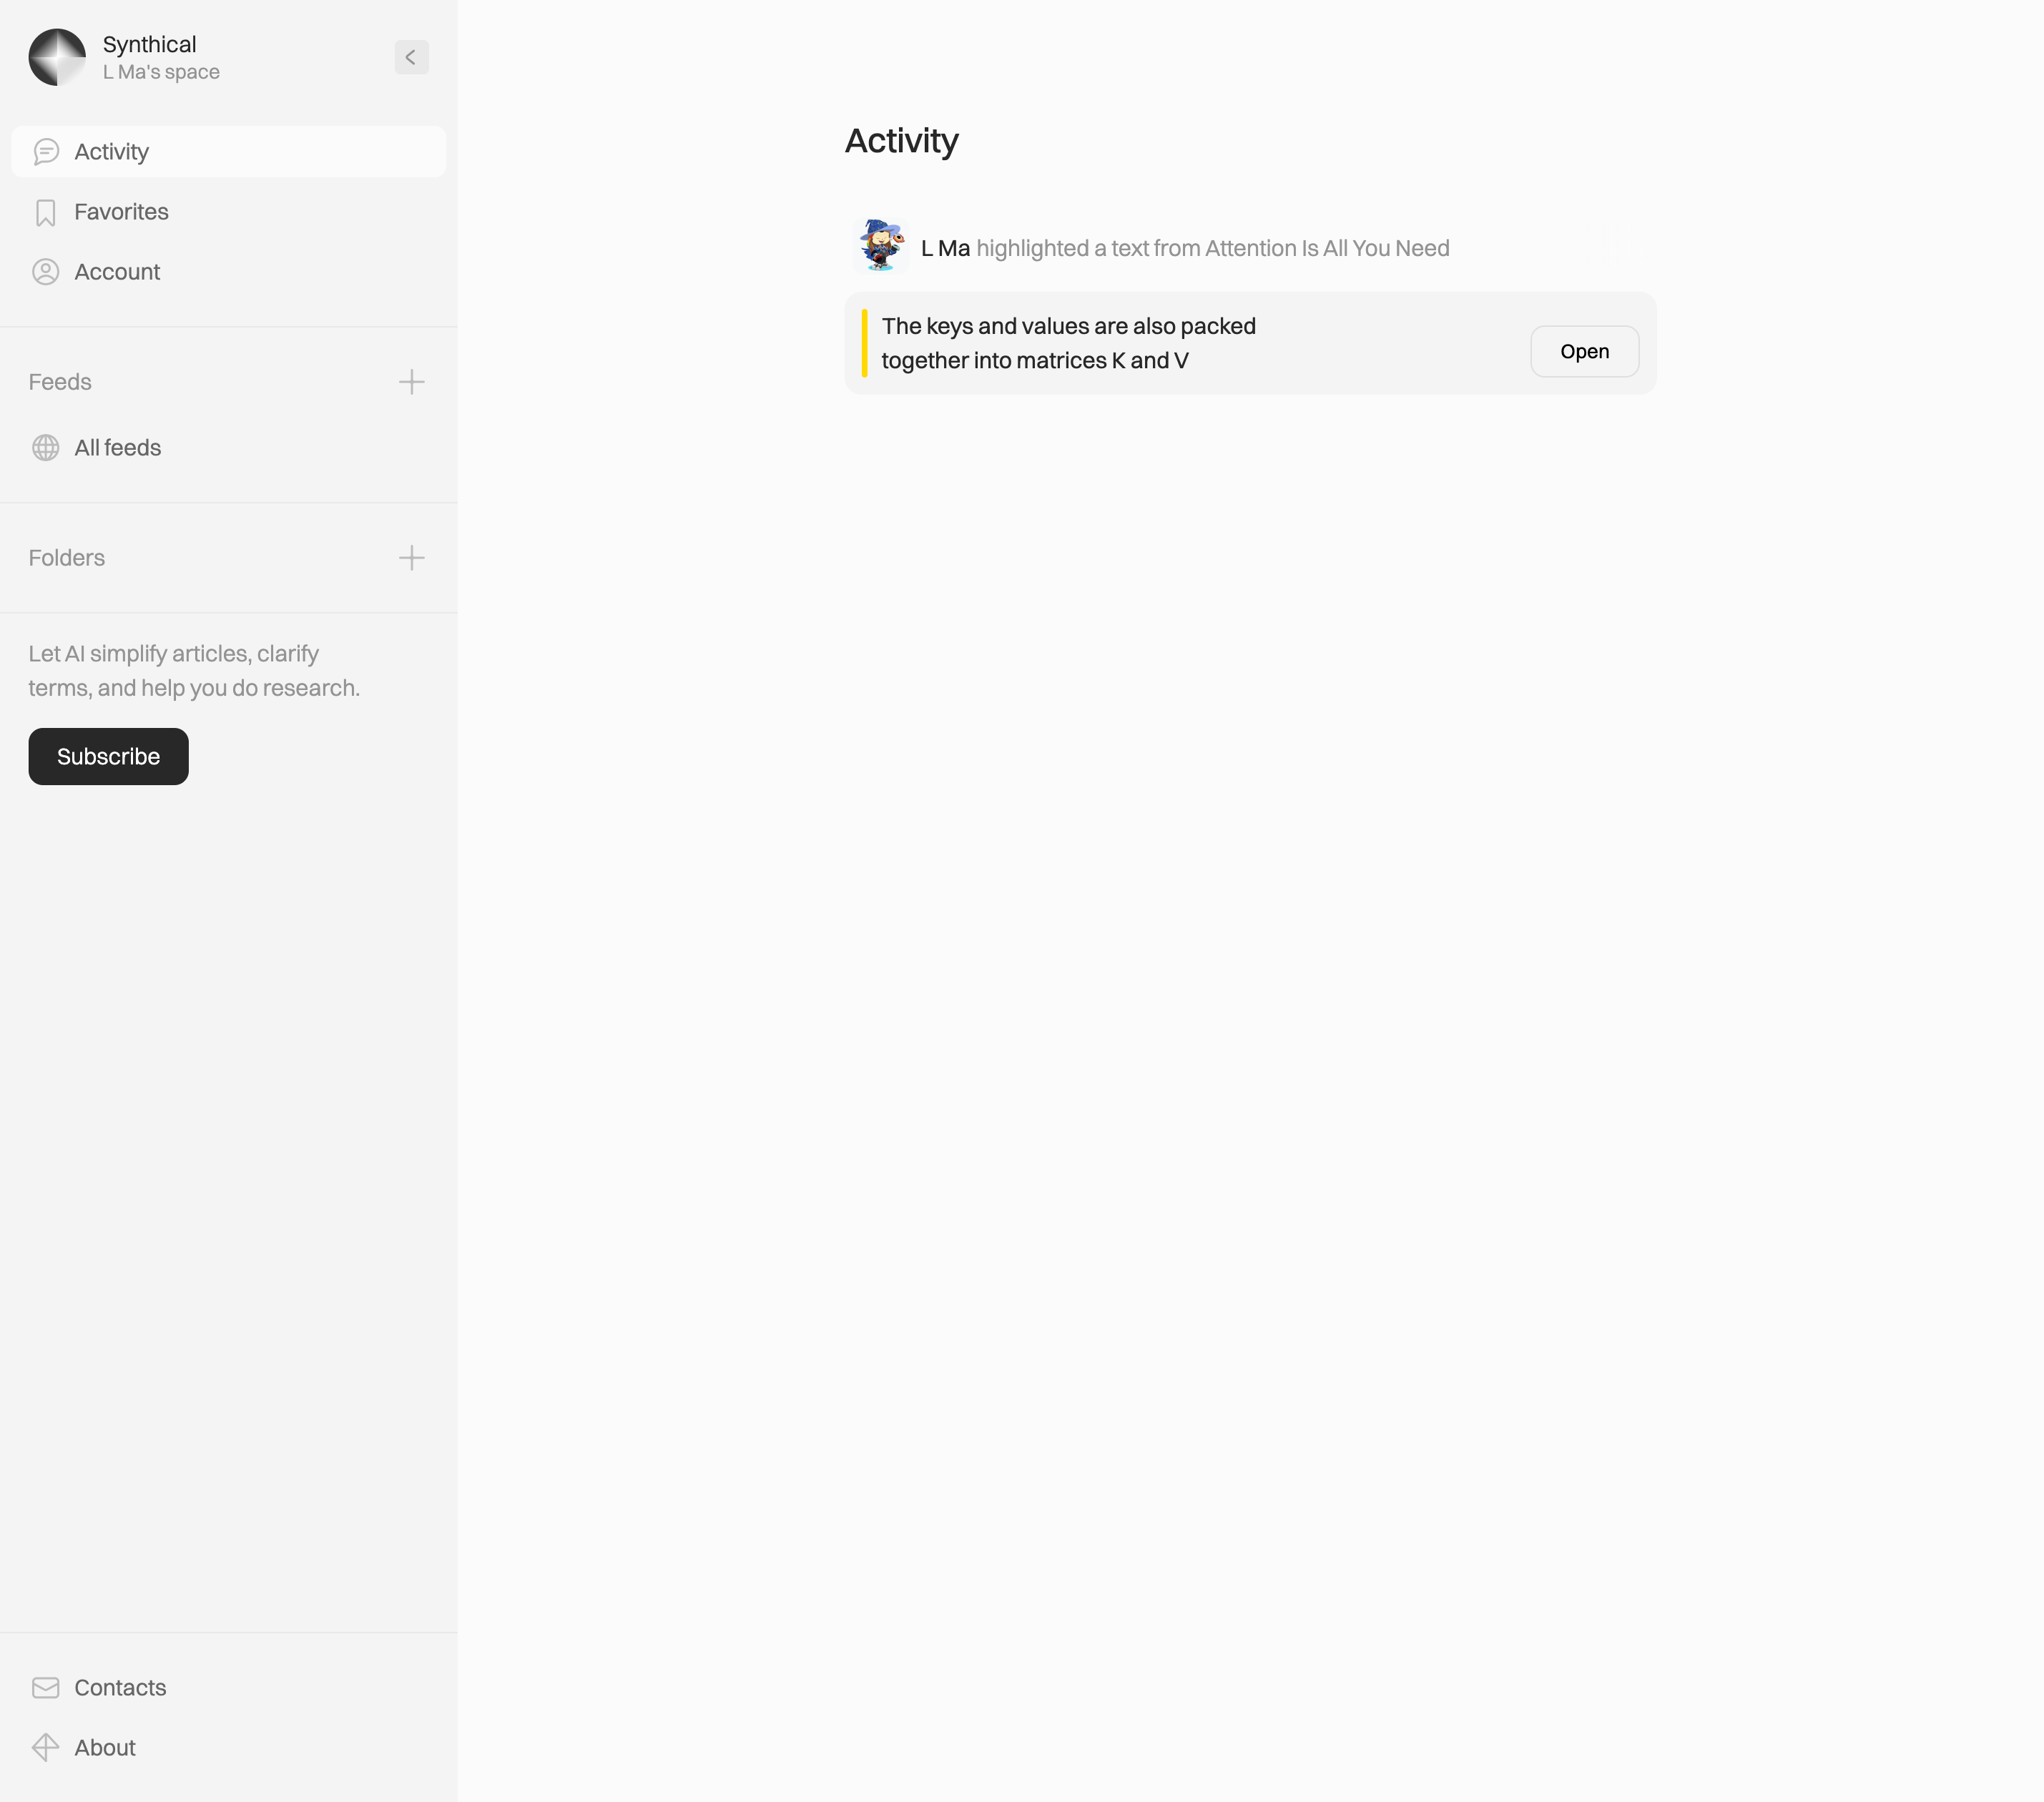 Synthical
L Ma's space
Activity
Favorites
Account
Feeds
All feeds
Folders
Let AI simplify articles, clarify
terms, and help you do research.
Subscribe
Contacts
About
Activity
L Ma highlighted a text from Attention Is All You Need
The keys and values are also packed
together into matrices K and V
Open